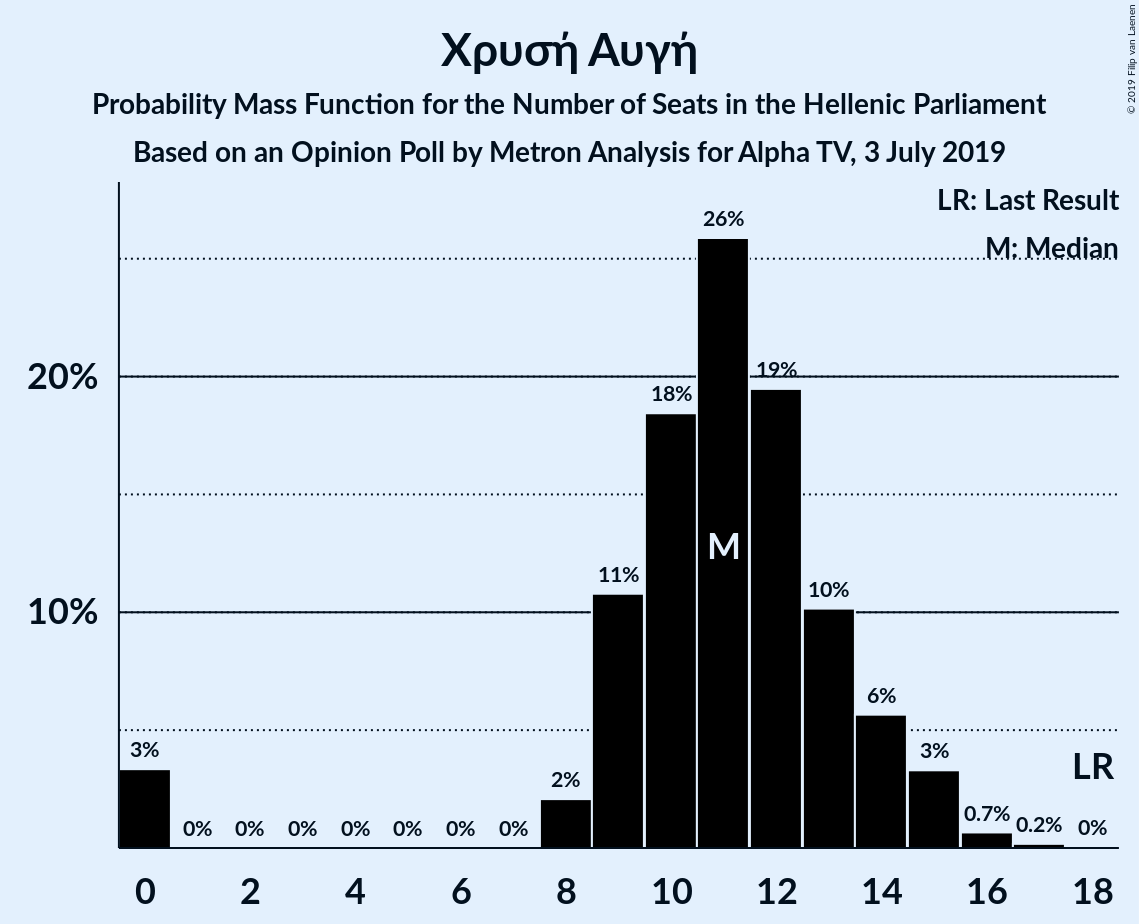 Χρυσή Αυγή
Probability Mass Function for the Number of Seats in the Hellenic Parliament
Based on an Opinion Poll by Metron Analysis for Alpha TV, 3 July 2019
© 2019 Filip van Laenen
LR: Last Result
M: Median
26%
19%
20%
18%
M
11%
10%
10%
6%
3%
3%
LR
2%
0.7%
0.2%
0%
0%
0%
0%
0%
0%
0%
0%
0 2 4 6 8 10 12 14 16 18